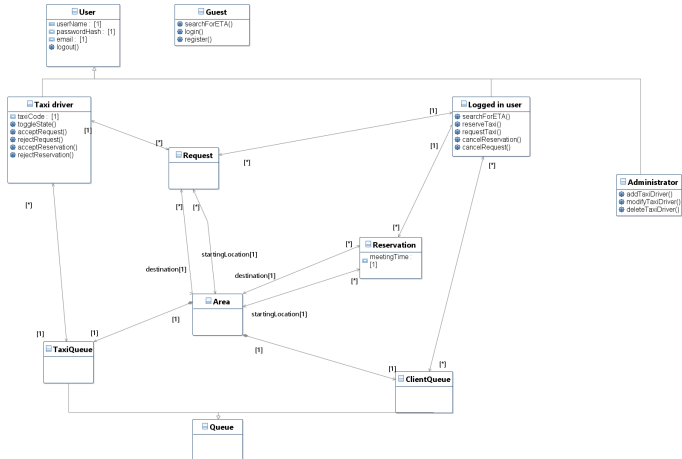 User
userName : [1]
passwordHash : [1]
email : [1]
logout()
Guest
searchForETA()
login()
register()
Taxi driver
taxiCode : [1]
toggleState()
acceptRequest()
rejectRequest()
acceptReservation()
rejectReservation()
[1]
[*]
Request
[1]
[*]
Logged in user
searchForETA()
reserveTaxi()
requestTaxi()
cancelReservation()
cancelRequest()
[1]
[*]
Administrator
addTaxiDriver()
modifyTaxiDriver()
deleteTaxiDriver()
[*]
[*]
[*]
[*]
Reservation
meetingTime :
[1]
[*]
[*]
startingLocation[1]
destination[1]
destination[1]
startingLocation[1]
Area
[1]
[1]
[1]
[1]
[1]
[*]
TaxiQueue
ClientQueue
Queue